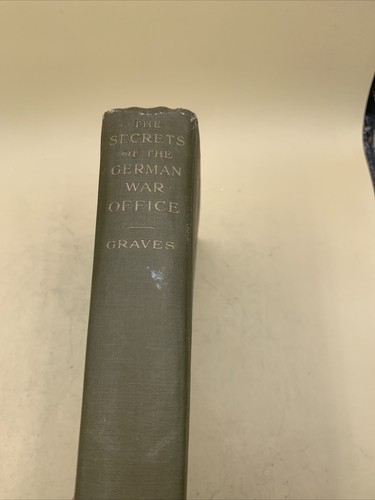 THE
SECRETS
OF THE
GERMAN
WAR
OFFICE
GRAVES